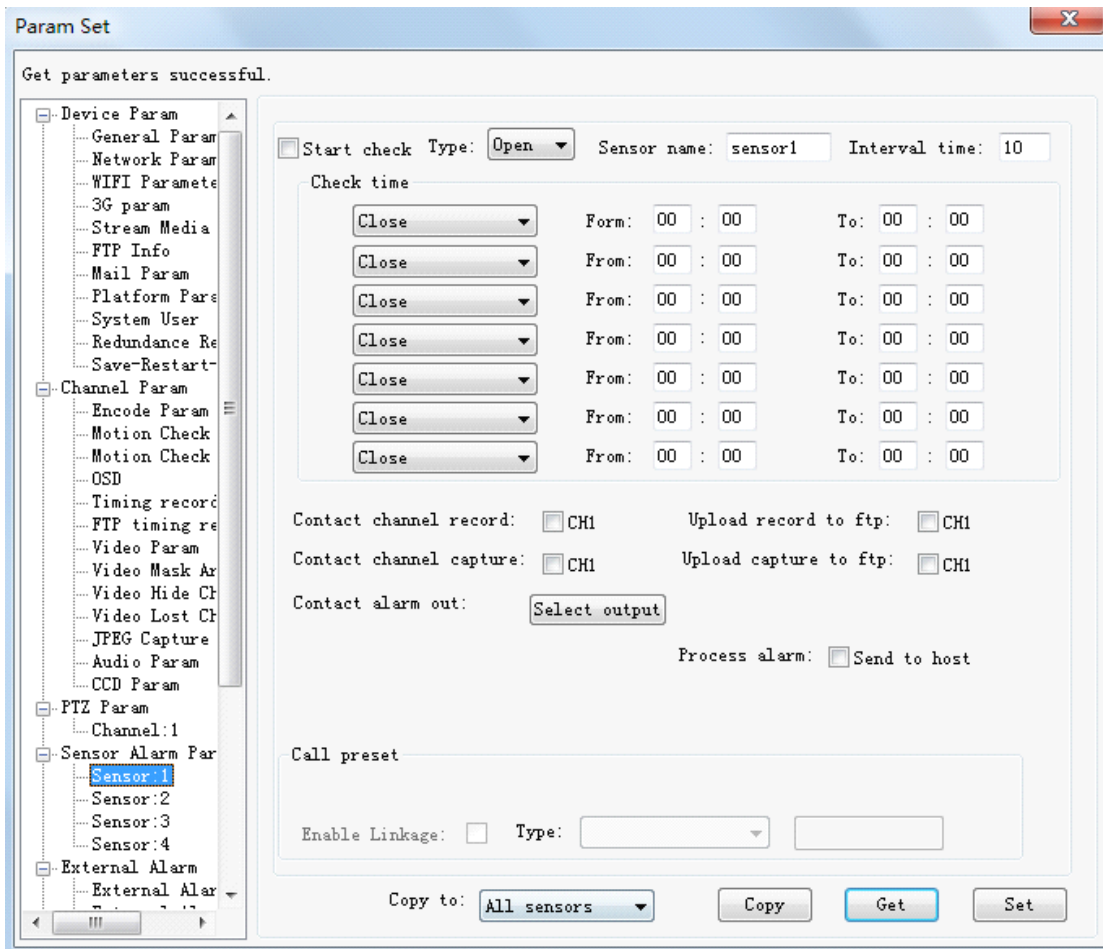 Param Set
Get parameters successful.
Device Param
General Param
Network Param
WIFI Paramete
3G param
Stream Media
FTP Info
Mail Param
Platform Para
System User
Redundance Re
Save-Restart-
Channel Param
Encode Param
Motion Check
Motion Check
OSD
Timing record
FTP timing re
Video Param
Video Mask Ar
Video Hide Ch
Video Lost Ch
JPEG Capture
Audio Param
CCD Param
PTZ Param
Channel:1
Sensor Alarm Par
Sensor:1
Sensor:2
Sensor:3
Sensor:4
External Alarm
External Alar
Start check Type: Open Sensor name: sensor1 Interval time: 10
Check time
Close Form: 00 : 00 To: 00 : 00
Close From: 00 : 00 To: 00 : 00
Close From: 00 : 00 To: 00 : 00
Close From: 00 : 00 To: 00 : 00
Close From: 00 : 00 To: 00 : 00
Close From: 00 : 00 To: 00 : 00
Close From: 00 : 00 To: 00 : 00
Contact channel record: CH1 Upload record to ftp: CH1
Contact channel capture: CH1 Upload capture to ftp: CH1
Contact alarm out: Select output
Process alarm: Send to host
Call preset
Enable Linkage: Type:
Copy to: All sensors Copy Get Set